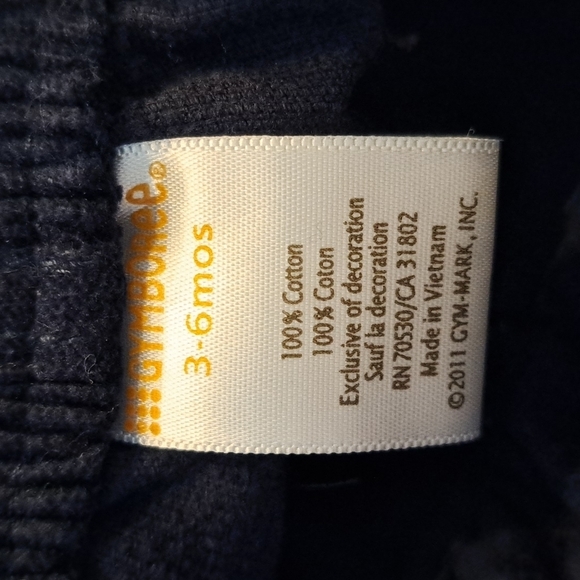 GYMBOREE®
3-6mos
100% Cotton
100% Coton
Exclusive of decoration
Sauf la decoration
RN 70530/CA 31802
Made in Vietnam
©2011 GYM-MARK, INC.